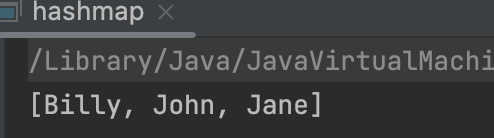 hashmap
/Library/Java/JavaVirtualMachi
[Billy, John, Jane]